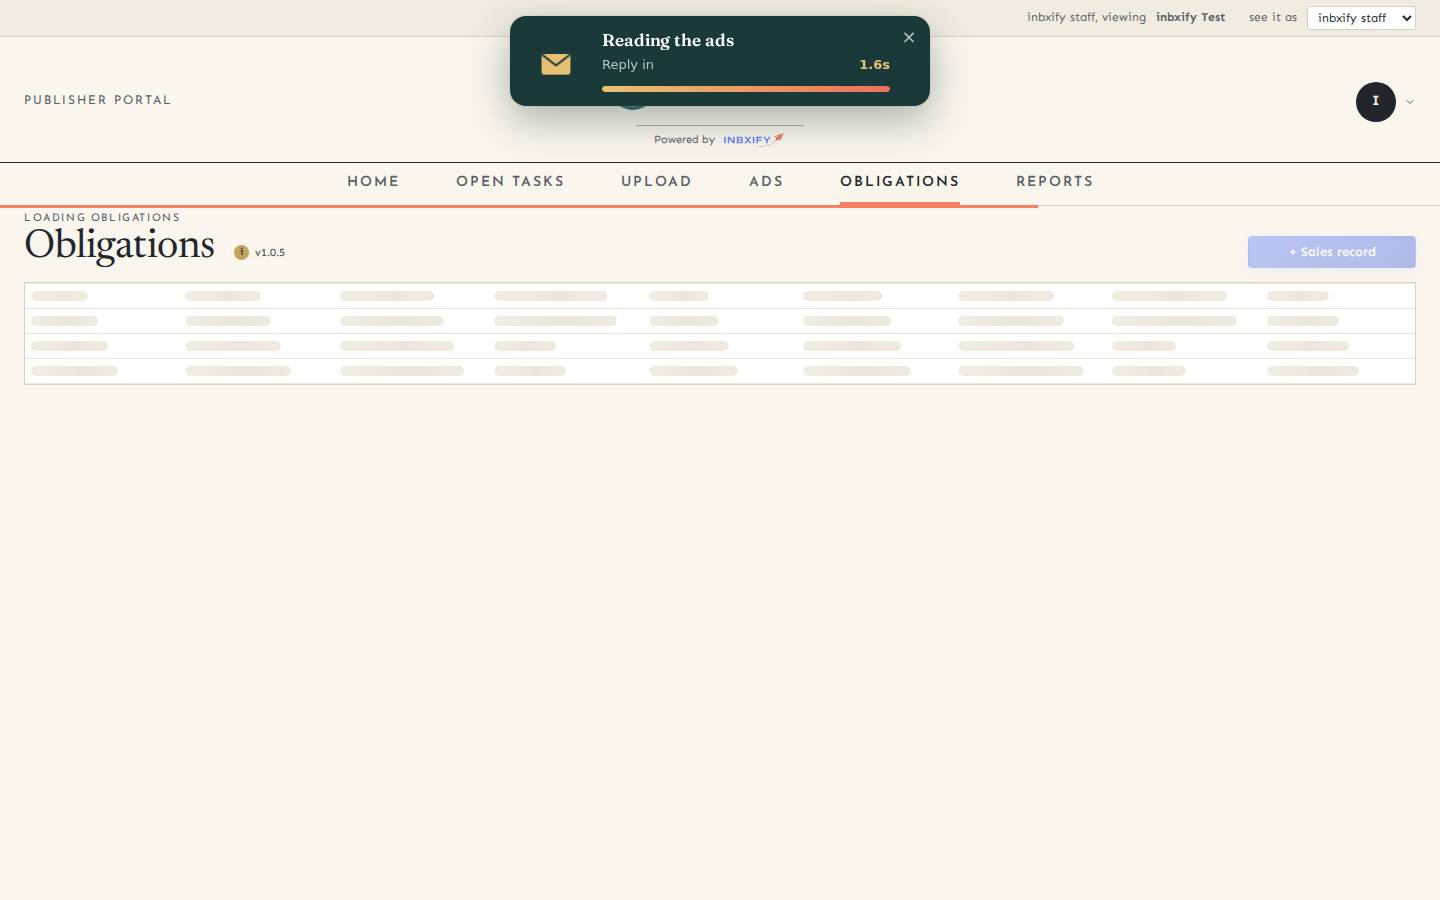 inbxify staff, viewing inbxify Test see it as inbxify staff
Reading the ads
Reply in 1.6s
PUBLISHER PORTAL
I
Powered by INBXIFY
HOME OPEN TASKS UPLOAD ADS OBLIGATIONS REPORTS
LOADING OBLIGATIONS
Obligations i v1.0.5
+ Sales record